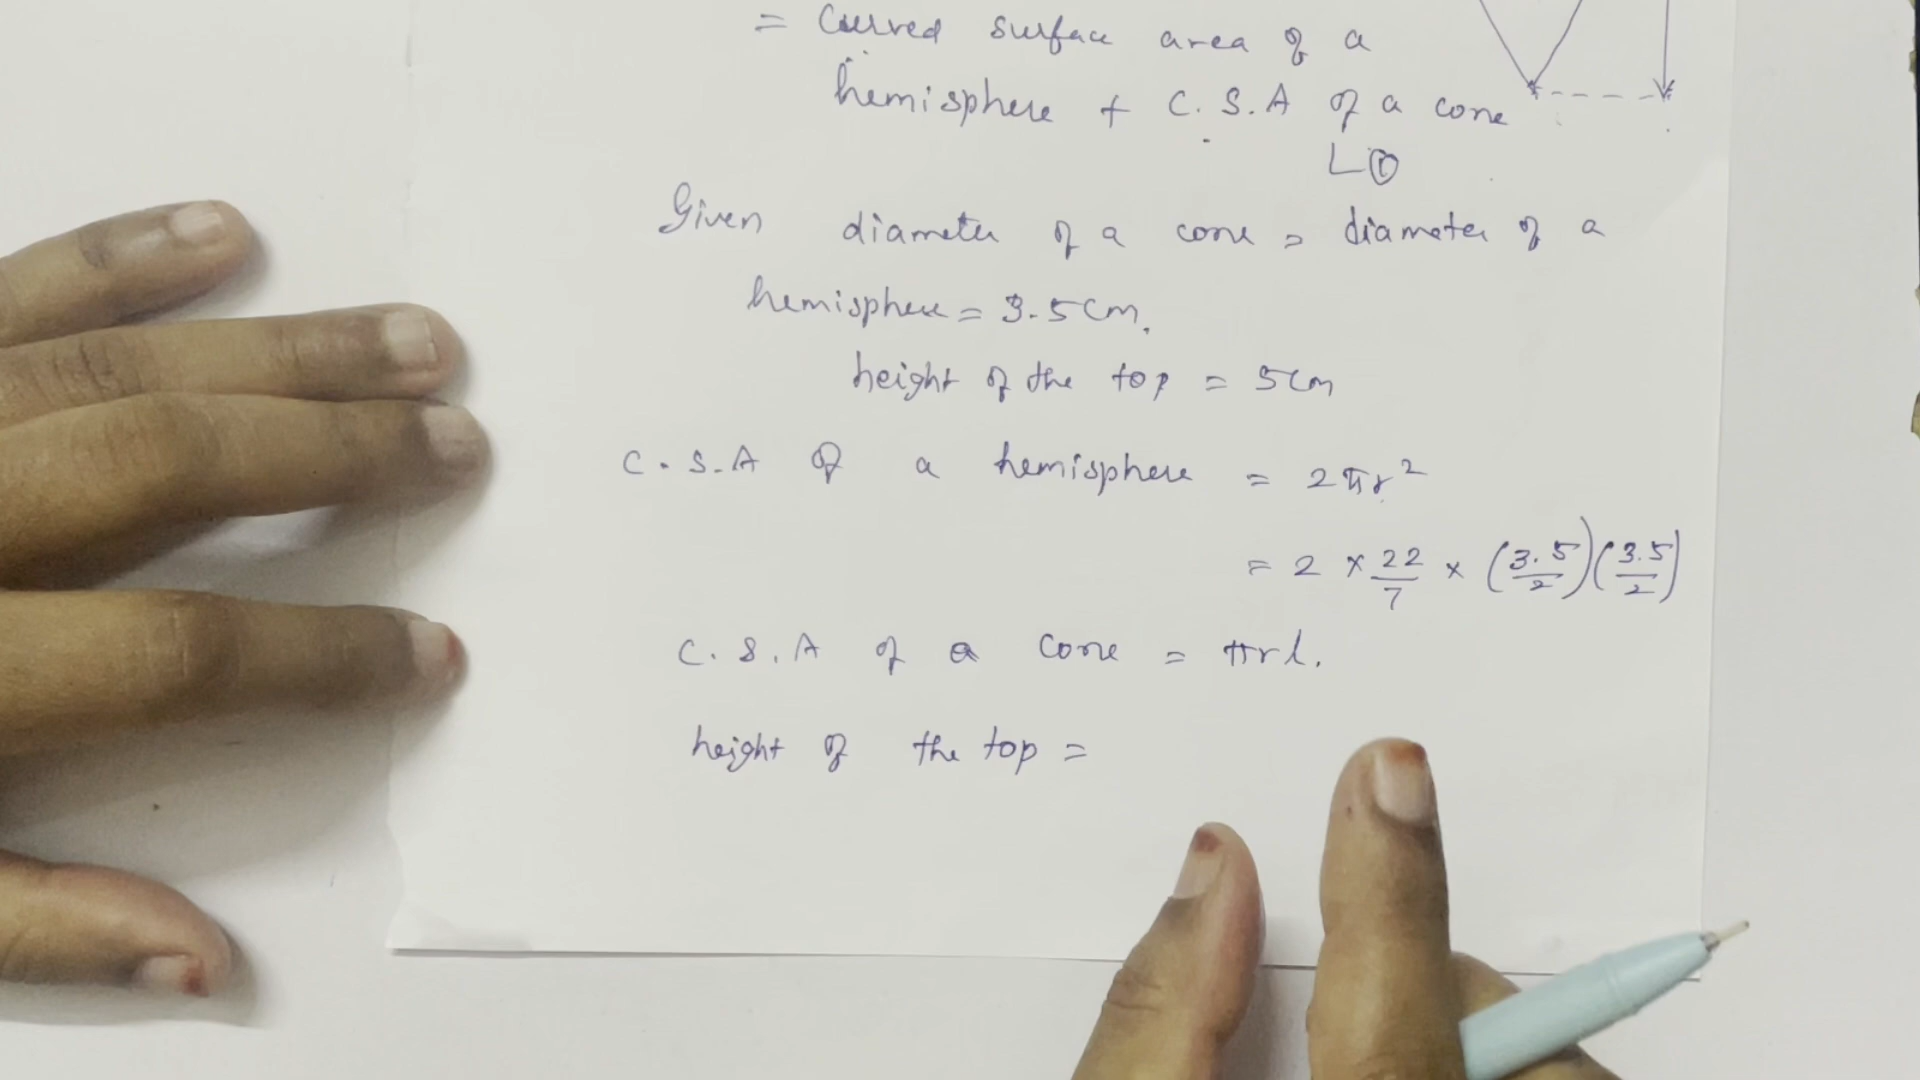 = Curved surface area of a
hemisphere + C.S.A of a cone
L①
Given diameter of a cone = diameter of a
hemisphere = 3.5cm.
height of the top = 5cm
C.S.A of a hemisphere = 2πr²
= 2 × 22/7 × (3.5/2)(3.5/2)
C.S.A of a cone = πrl.
height of the top =